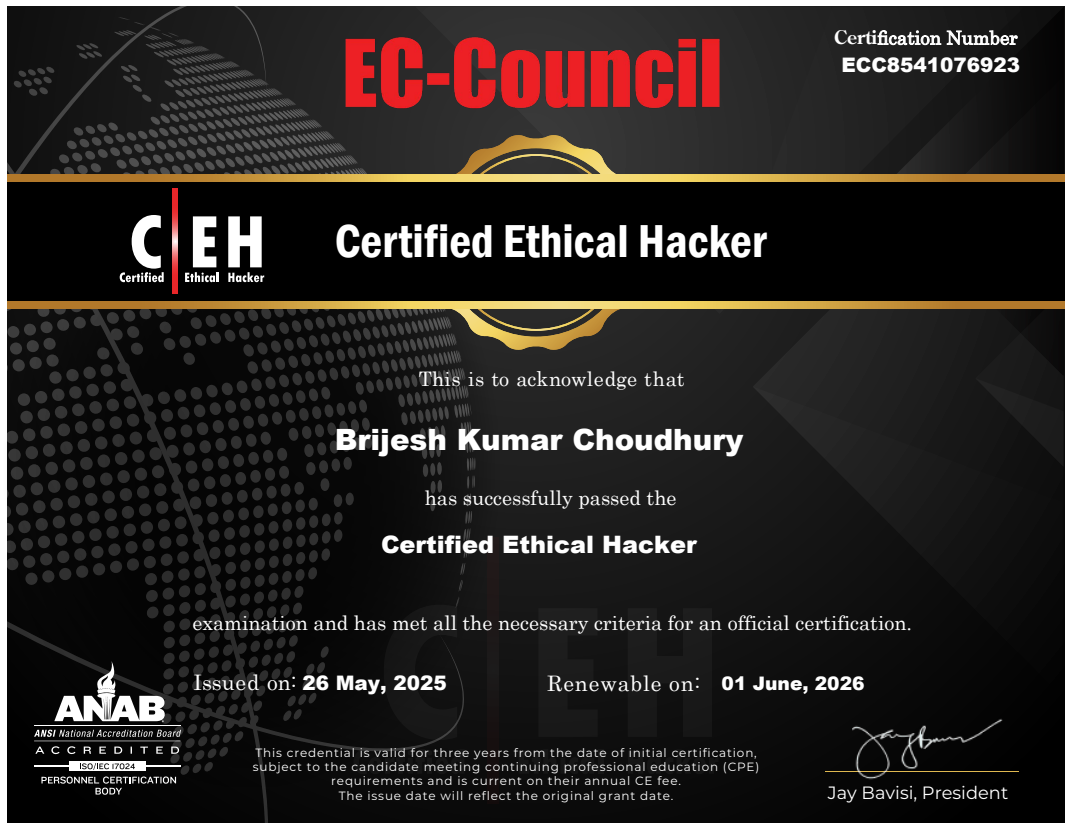 EC-Council
Certification Number
ECC8541076923
C EH
Certified Ethical Hacker
Certified Ethical Hacker
This is to acknowledge that
Brijesh Kumar Choudhury
has successfully passed the
Certified Ethical Hacker
CEH
examination and has met all the necessary criteria for an official certification.
Issued on: 26 May, 2025
Renewable on: 01 June, 2026
ANAB
ANSI National Accreditation Board
ACCREDITED
ISO/IEC 17024
PERSONNEL CERTIFICATION
BODY
This credential is valid for three years from the date of initial certification,
subject to the candidate meeting continuing professional education (CPE)
requirements and is current on their annual CE fee.
The issue date will reflect the original grant date.
Jay Bavisi, President